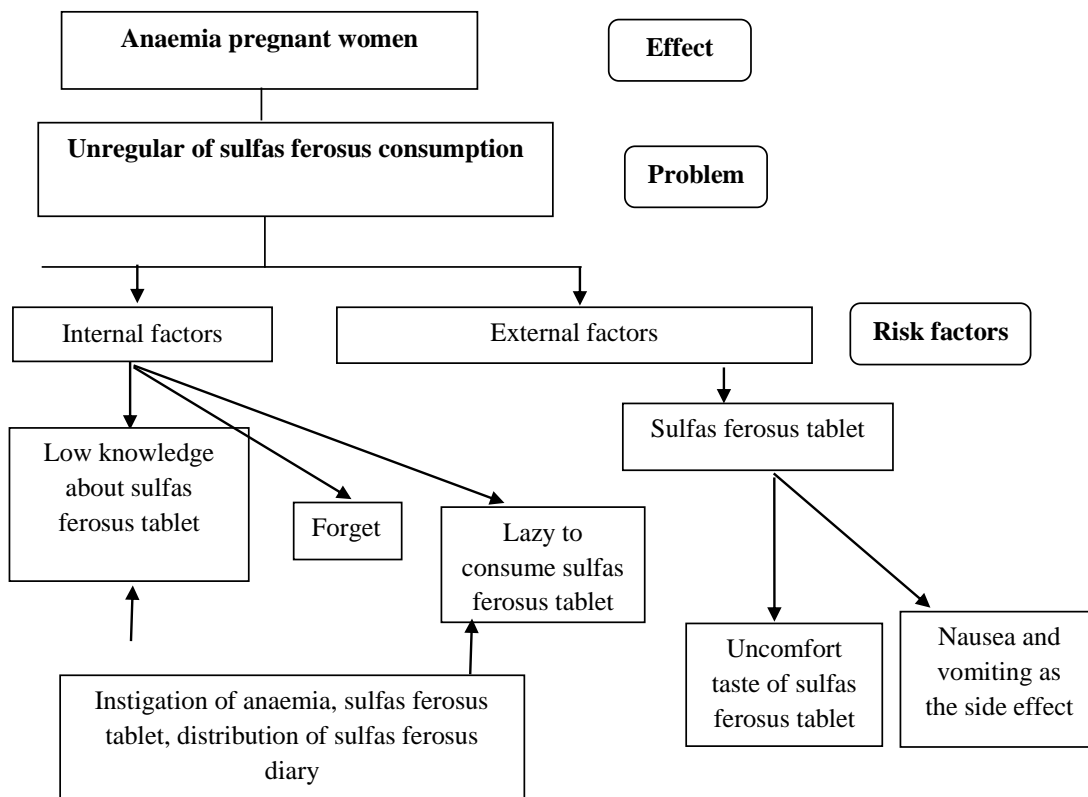 Anaemia pregnant women
Effect
Unregular of sulfas ferosus consumption
Problem
Internal factors
External factors
Risk factors
Low knowledge
about sulfas
ferosus tablet
Forget
Lazy to
consume sulfas
ferosus tablet
Sulfas ferosus tablet
Uncomfort
taste of sulfas
ferosus tablet
Nausea and
vomiting as
the side effect
Instigation of anaemia, sulfas ferosus
tablet, distribution of sulfas ferosus
diary